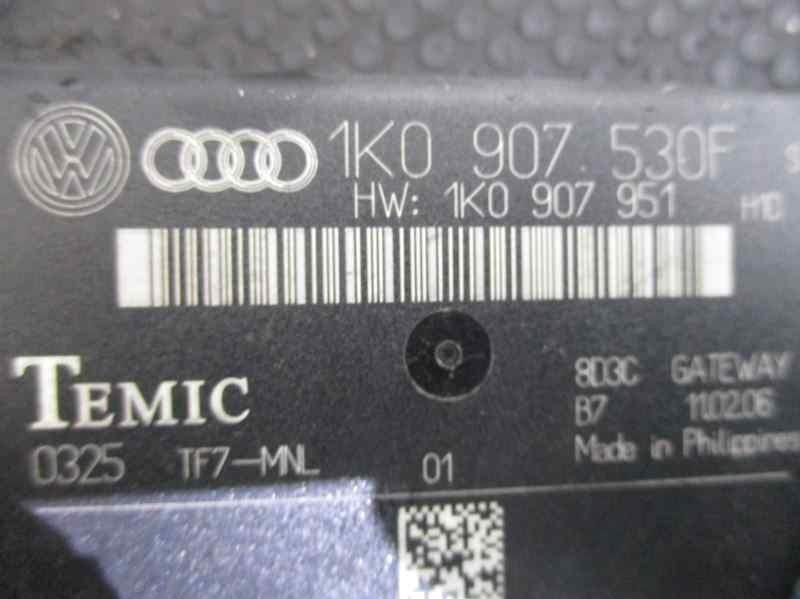 1K0 907 530F
HW: 1K0 907 951 H10
TEMIC
8D3C GATEWAY
B7 11.02.06
Made in Philippines
0325 TF7-MNL 01